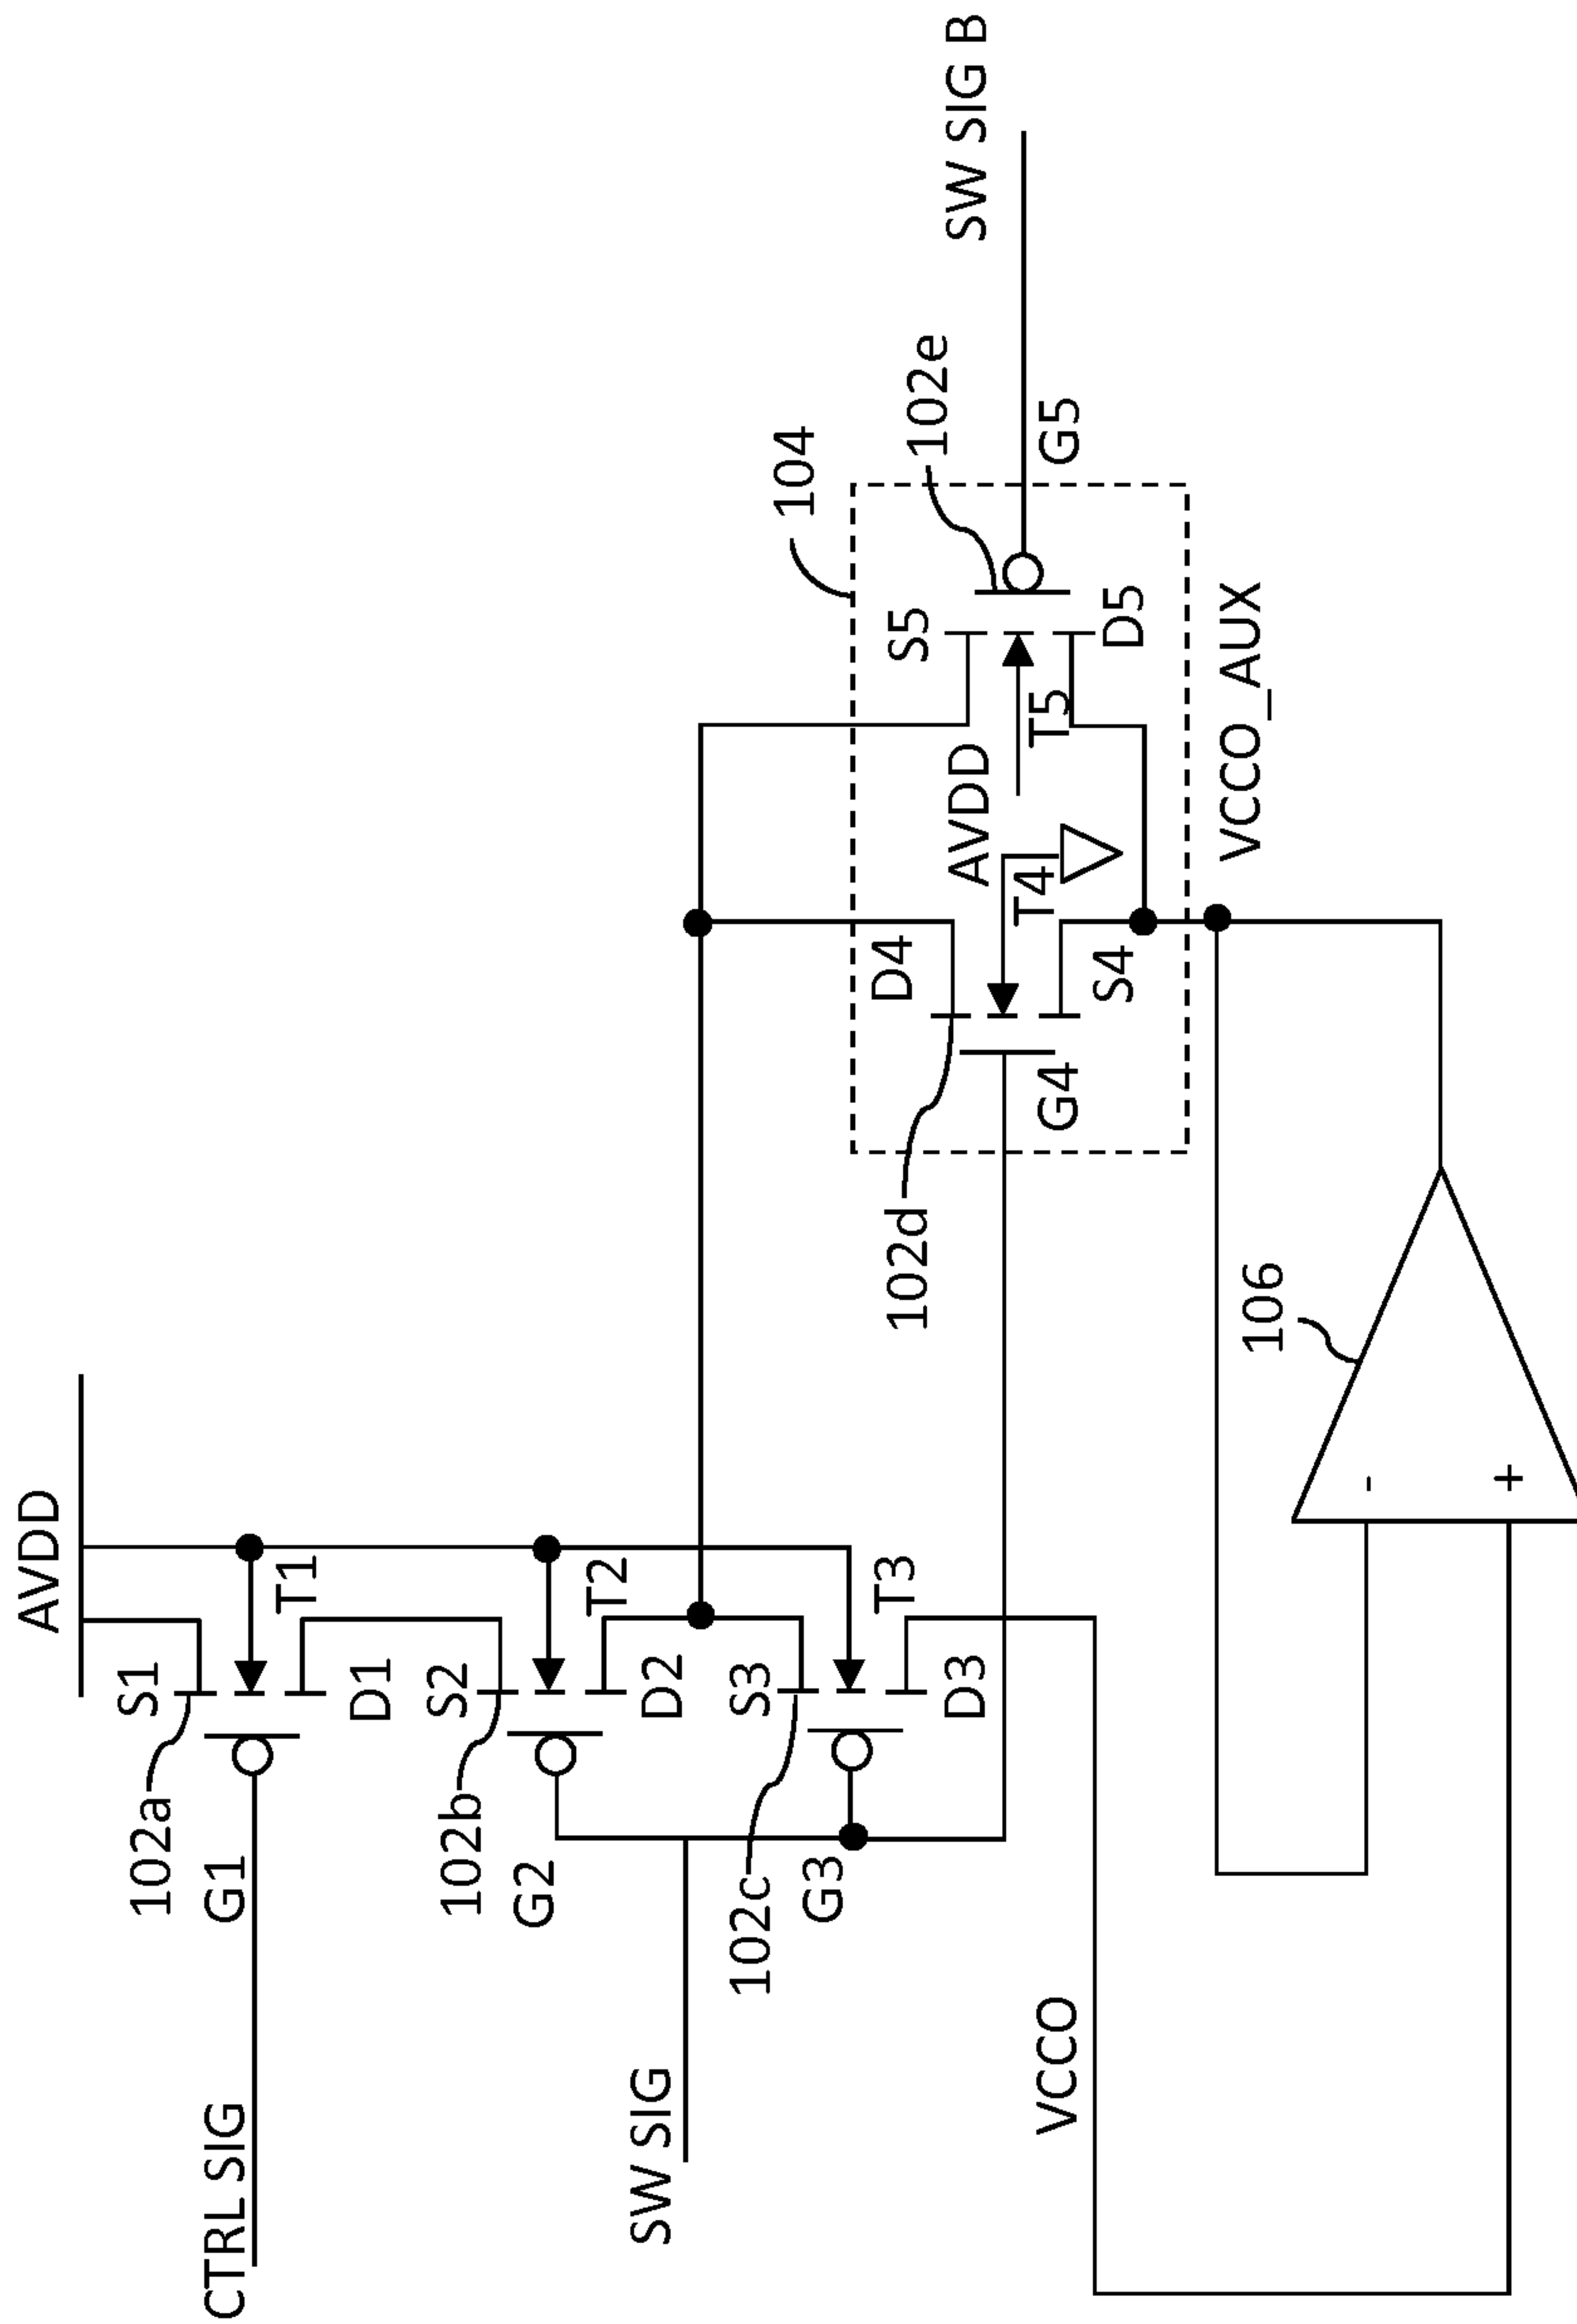 AVDD
S1
T1
102a
G1
D1
CTRL SIG
S2
T2
102b
G2
D2
SW SIG
S3
T3
102c
G3
D3
VCCO
104
102e
SW SIG B
S5
G5
D4
AVDD
T5
D5
T4
102d
G4
S4
VCCO_AUX
106
-
+